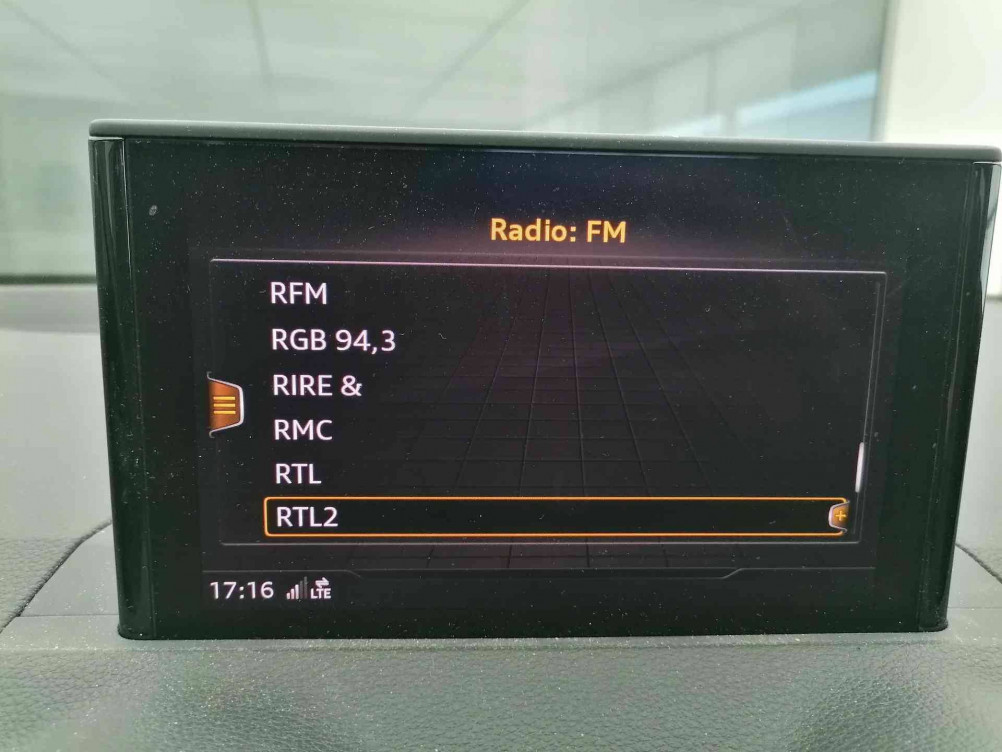 Radio: FM
RFM
RGB 94,3
RIRE &
RMC
RTL
RTL2
17:16 LTE